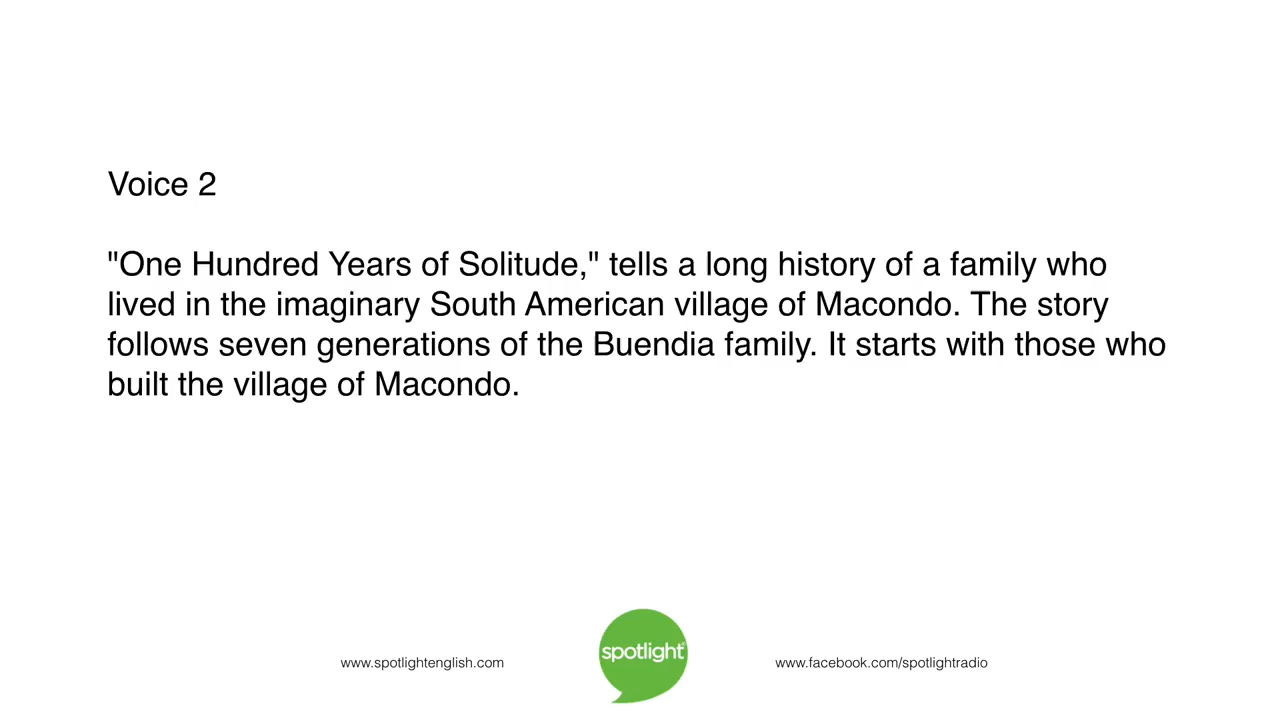 Voice 2
"One Hundred Years of Solitude," tells a long history of a family who
lived in the imaginary South American village of Macondo. The story
follows seven generations of the Buendia family. It starts with those who
built the village of Macondo.
www.spotlightenglish.com
spotlight
www.facebook.com/spotlightradio